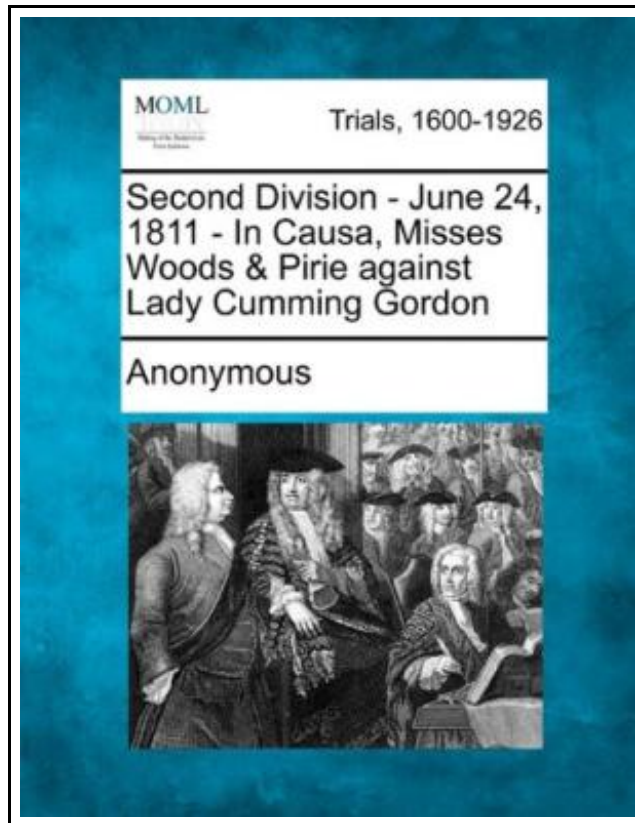 MOML
Trials, 1600-1926
Second Division - June 24,
1811 - In Causa, Misses
Woods & Pirie against
Lady Cumming Gordon
Anonymous